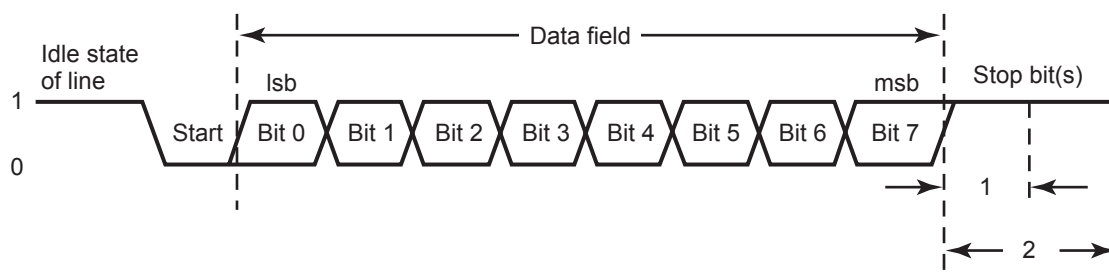 Data field
Idle state
of line
lsb
msb
Stop bit(s)
1
Start
Bit 0
Bit 1
Bit 2
Bit 3
Bit 4
Bit 5
Bit 6
Bit 7
0
1
2